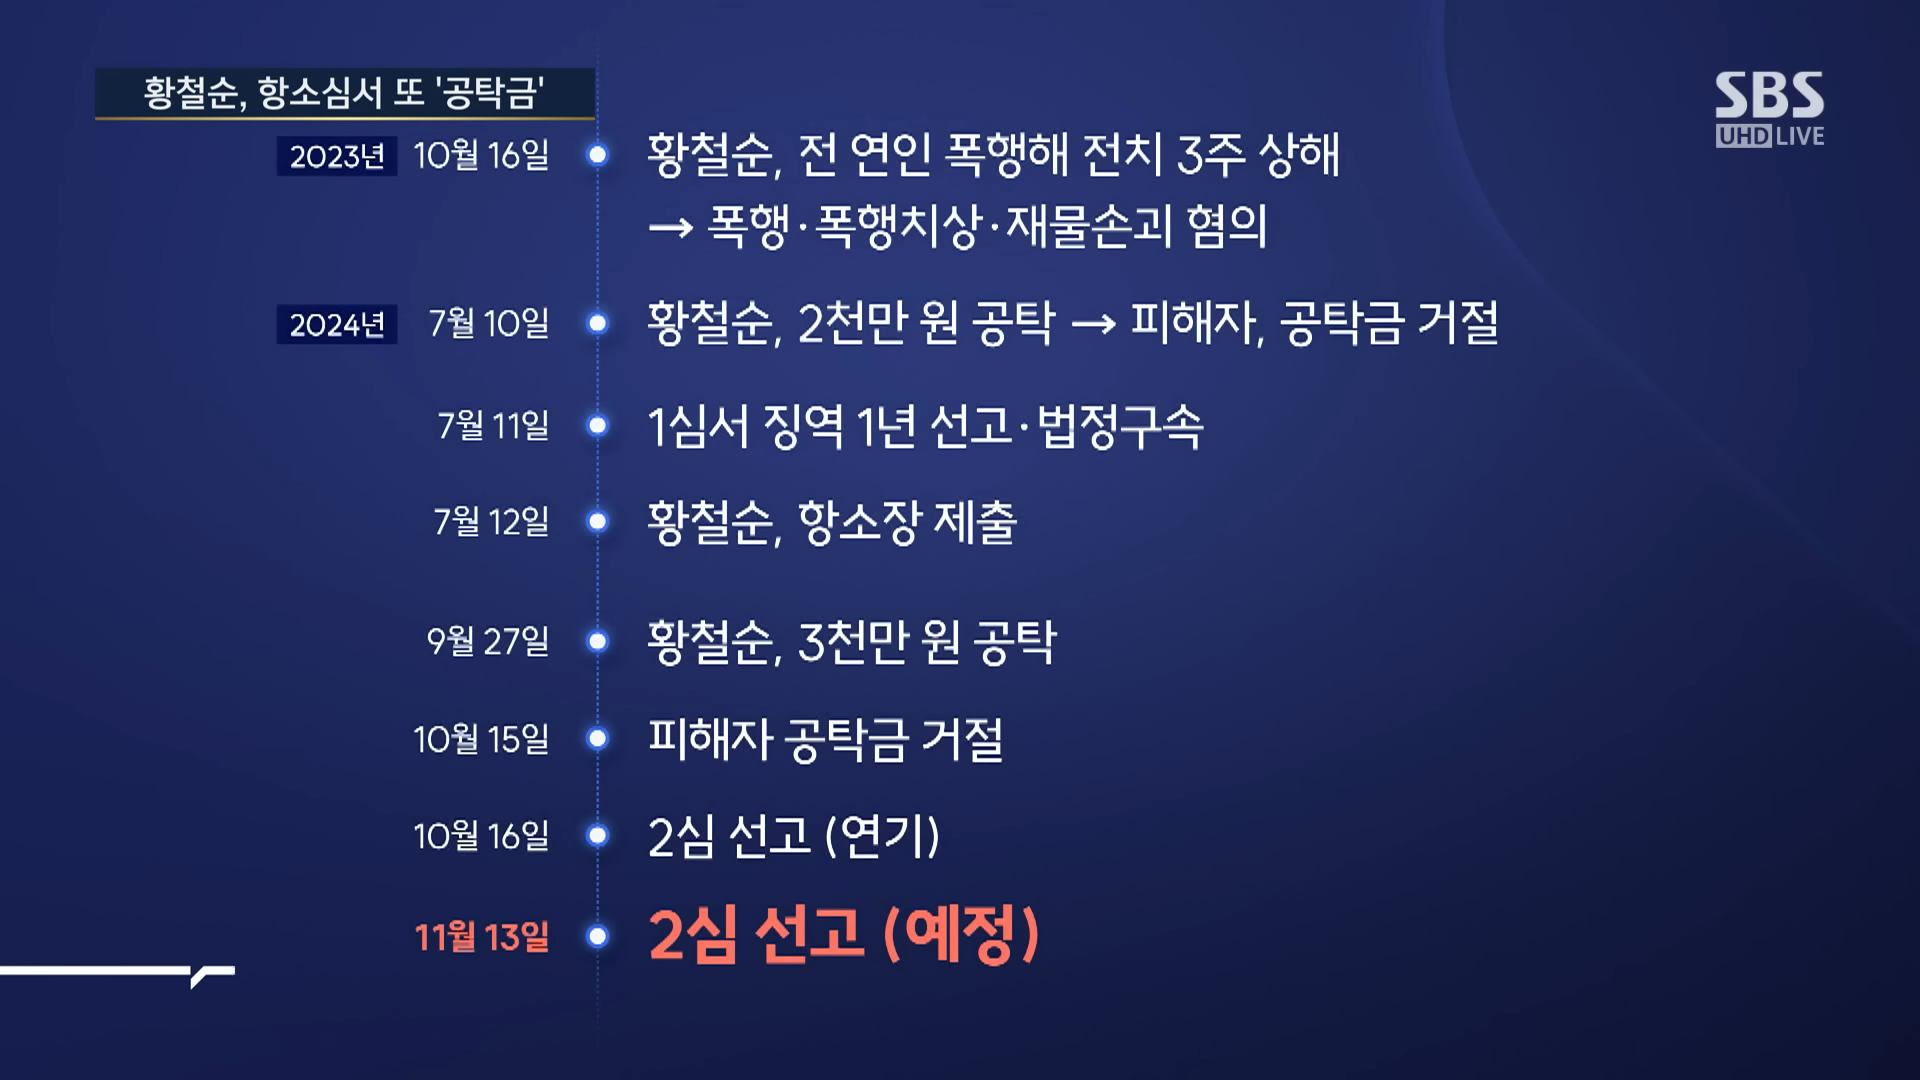 황철순, 항소심서 또 '공탁금'
SBS
UHD LIVE
2023년 10월 16일 황철순, 전 연인 폭행해 전치 3주 상해
→ 폭행·폭행치상·재물손괴 혐의
2024년 7월 10일 황철순, 2천만 원 공탁 → 피해자, 공탁금 거절
7월 11일 1심서 징역 1년 선고·법정구속
7월 12일 황철순, 항소장 제출
9월 27일 황철순, 3천만 원 공탁
10월 15일 피해자 공탁금 거절
10월 16일 2심 선고 (연기)
11월 13일 2심 선고 (예정)